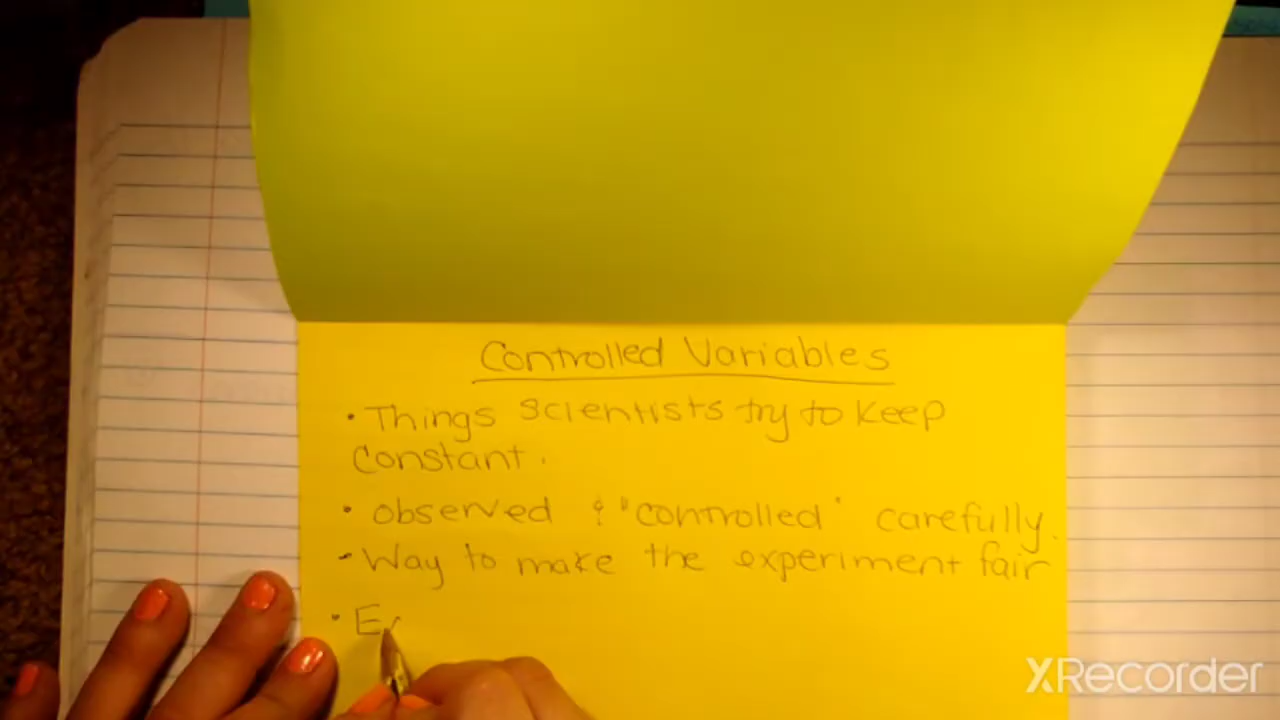 Controlled Variables
• Things scientists try to keep
constant.
• observed & "controlled" carefully.
• Way to make the experiment fair
• E
XRecorder